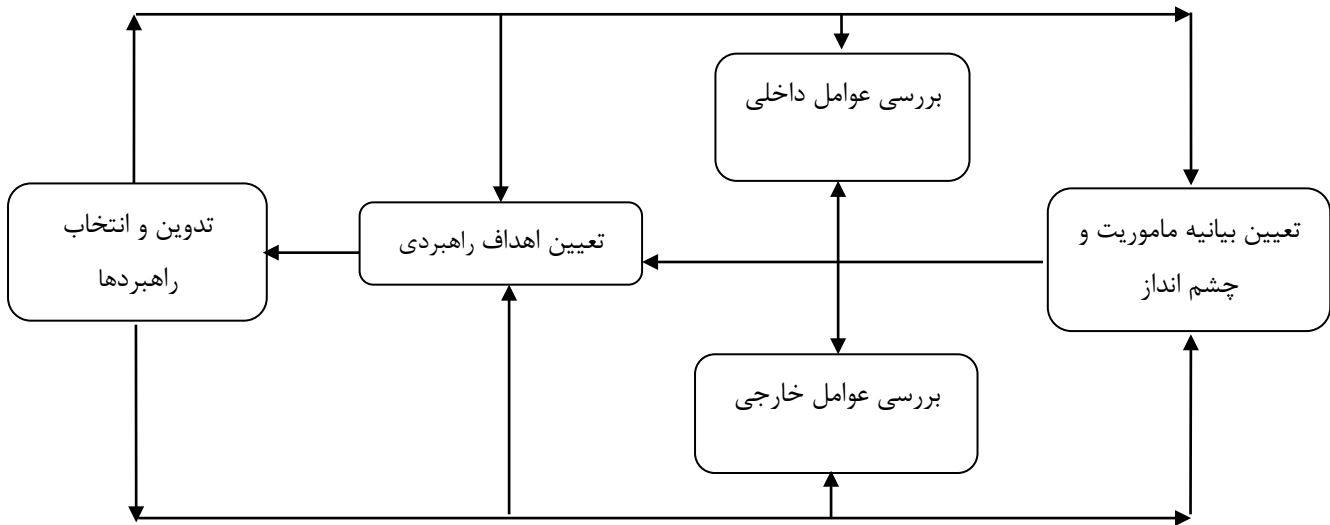 بررسی عوامل داخلی
تعیین بیانیه ماموریت و
چشم انداز
تعیین اهداف راهبردی
تدوین و انتخاب
راهبردها
بررسی عوامل خارجی